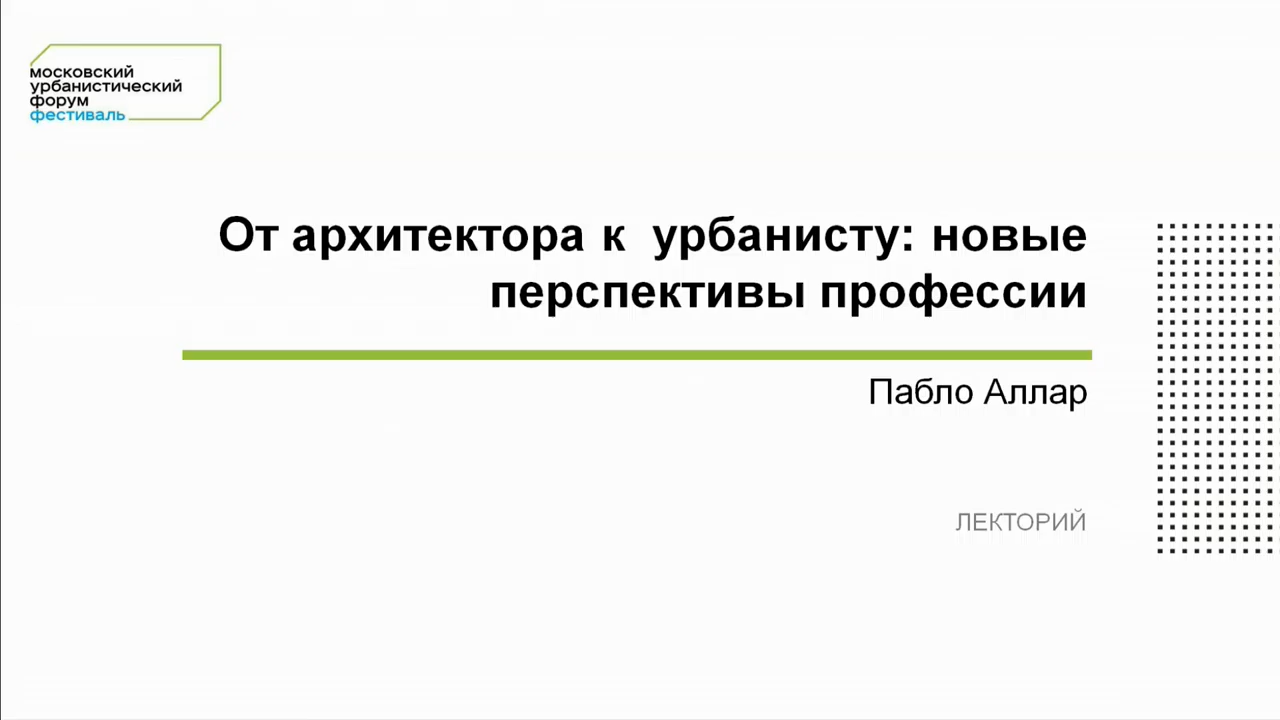 московский
урбанистический
форум
фестиваль
От архитектора к урбанисту: новые
перспективы профессии
Пабло Аллар
ЛЕКТОРИЙ